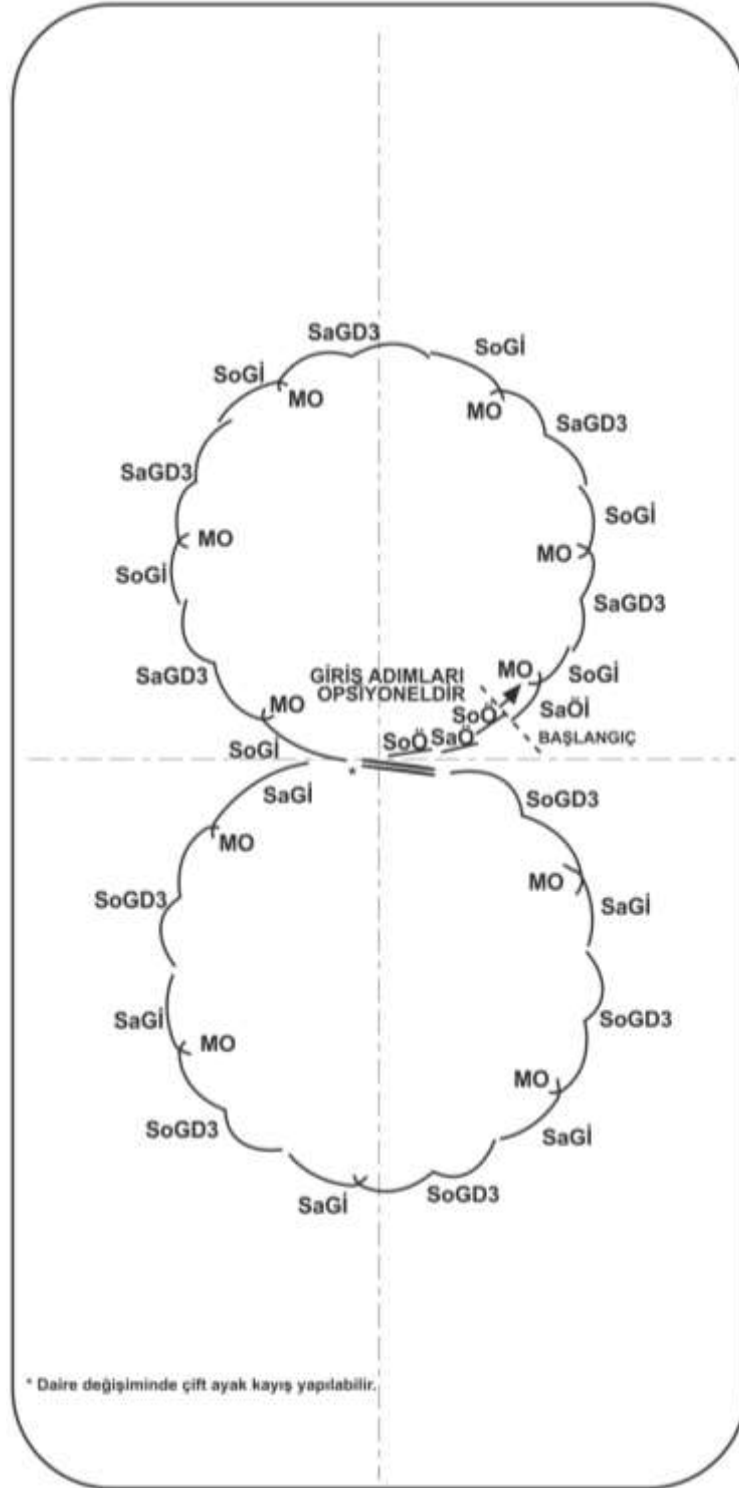 SaGD3
SoGİ
SoGİ
MO
MO
SaGD3
SaGD3
SoGİ
MO
MO
SoGİ
SaGD3
SaGD3
GİRİŞ ADIMLARI
OPSİYONELDİR
MO
SoGİ
MO
SoÖ
SaÖİ
SoÖ
SaÖ
BAŞLANGIÇ
SoGİ
*
SaGİ
SoGD3
MO
MO
SoGD3
SaGİ
SaGİ
MO
SoGD3
MO
SoGD3
SaGİ
SaGİ
SoGD3
* Daire değişiminde çift ayak kayış yapılabilir.